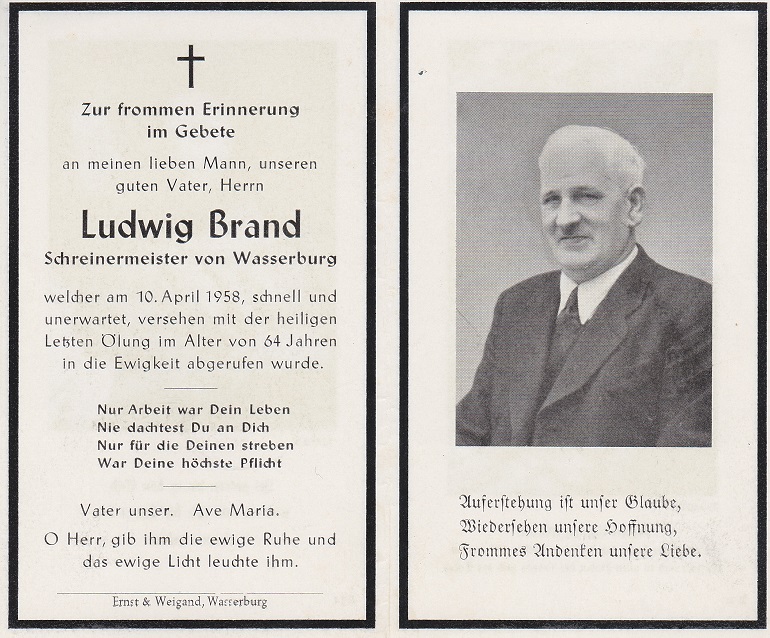 Zur frommen Erinnerung
im Gebete
an meinen lieben Mann, unseren
guten Vater, Herrn
Ludwig Brand
Schreinermeister von Wasserburg
welcher am 10. April 1958, schnell und
unerwartet, versehen mit der heiligen
Letzten Ölung im Alter von 64 Jahren
in die Ewigkeit abgerufen wurde.
Nur Arbeit war Dein Leben
Nie dachtest Du an Dich
Nur für die Deinen streben
War Deine höchste Pflicht
Vater unser. Ave Maria.
O Herr, gib ihm die ewige Ruhe und
das ewige Licht leuchte ihm.
Ernst & Weigand, Wasserburg
Auferstehung ist unser Glaube,
Wiedersehen unsere Hoffnung,
Frommes Andenken unsere Liebe.